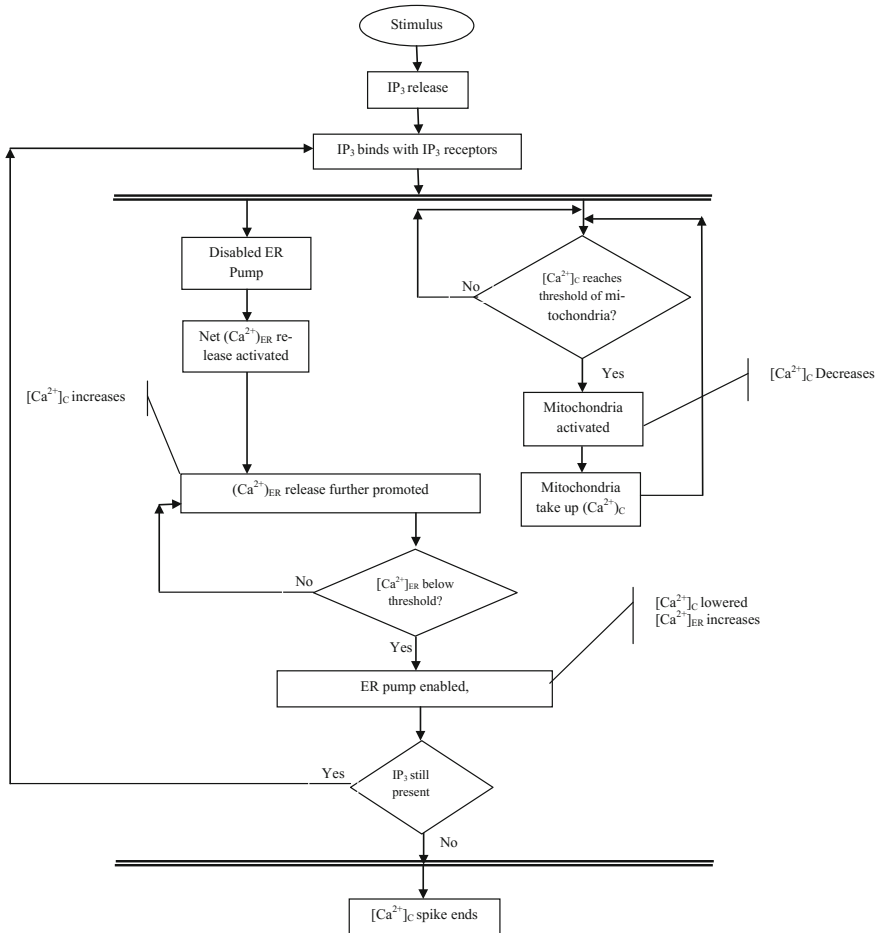 Stimulus
IP₃ release
IP₃ binds with IP₃ receptors
Disabled ER
Pump
Net (Ca²⁺)ER re-
lease activated
[Ca²⁺]C increases
(Ca²⁺)ER release further promoted
No
[Ca²⁺]C reaches
threshold of mi-
tochondria?
Yes
Mitochondria
activated
[Ca²⁺]C Decreases
Mitochondria
take up (Ca²⁺)C
No
[Ca²⁺]ER below
threshold?
Yes
[Ca²⁺]C lowered
[Ca²⁺]ER increases
ER pump enabled,
Yes
IP₃ still
present
No
[Ca²⁺]C spike ends